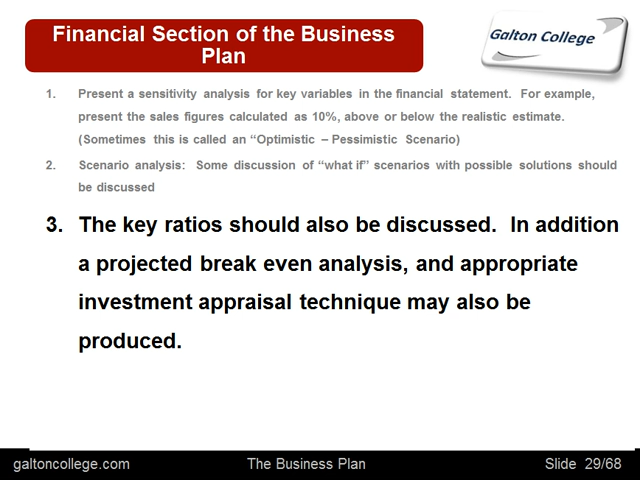 Financial Section of the Business
Plan
Galton College
1. Present a sensitivity analysis for key variables in the financial statement. For example,
present the sales figures calculated as 10%, above or below the realistic estimate.
(Sometimes this is called an “Optimistic – Pessimistic Scenario)
2. Scenario analysis: Some discussion of “what if” scenarios with possible solutions should
be discussed
3. The key ratios should also be discussed. In addition
a projected break even analysis, and appropriate
investment appraisal technique may also be
produced.
galtoncollege.com The Business Plan Slide 29/68